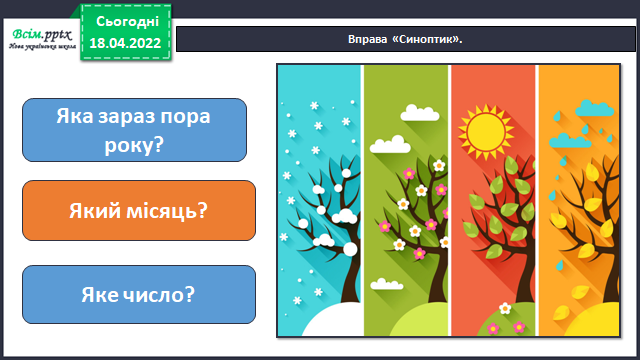 Всім.pptx
Нова українська школа
Сьогодні
18.04.2022
Вправа «Синоптик».
Яка зараз пора
року?
Який місяць?
Яке число?